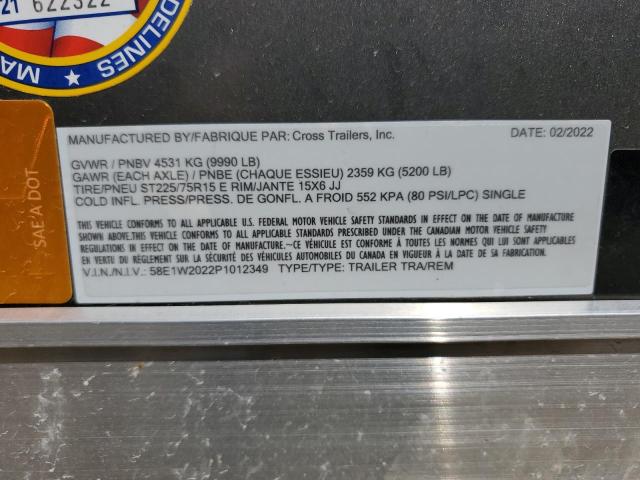 21 622322
DELINES
MA
SAE A DOT
MANUFACTURED BY/FABRIQUE PAR: Cross Trailers, Inc. DATE: 02/2022
GVWR / PNBV 4531 KG (9990 LB)
GAWR (EACH AXLE) / PNBE (CHAQUE ESSIEU) 2359 KG (5200 LB)
TIRE/PNEU ST225/75R15 E RIM/JANTE 15X6 JJ
COLD INFL. PRESS/PRESS. DE GONFL. A FROID 552 KPA (80 PSI/LPC) SINGLE
THIS VEHICLE CONFORMS TO ALL APPLICABLE U.S. FEDERAL MOTOR VEHICLE SAFETY STANDARDS IN EFFECT ON THE DATE OF MANUFACTURE
SHOWN ABOVE.THIS VEHICLE CONFORMS TO ALL APPLICABLE STANDARDS PRESCRIBED UNDER THE CANADIAN MOTOR VEHICLE SAFETY
REGULATIONS IN EFFECT ON THE DATE OF MANUFACTURE.~CE VÉHICULE EST CONFORME À TOUTES LES NORMES QUI LUI SONT APPLICABLES
EN VERTU DU RÈGLEMENT SUR LA SÉCURITÉ DES VÉHICULES AUTOMOBILES DU CANADA EN VIGUEUR À LA DATE DE SA FABRICATION.
V.I.N./N.I.V.: 58E1W2022P1012349 TYPE/TYPE: TRAILER TRA/REM